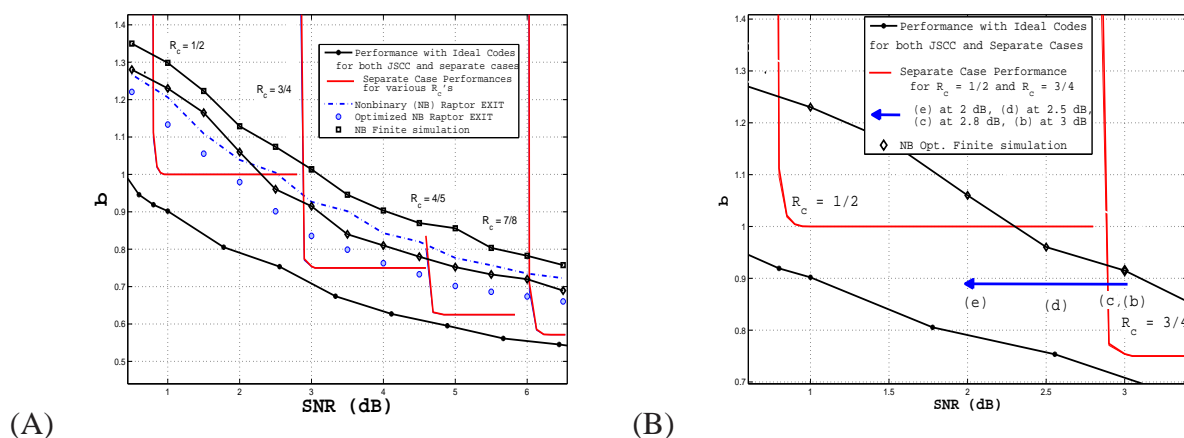 1.4
1.3
1.2
1.1
1
0.9
0.8
0.7
0.6
0.5
b
1
2
3
4
5
6
SNR (dB)
R_c = 1/2
R_c = 3/4
R_c = 4/5
R_c = 7/8
Performance with Ideal Codes
for both JSCC and separate cases
Separate Case Performances
for various R_c's
Nonbinary (NB) Raptor EXIT
Optimized NB Raptor EXIT
NB Finite simulation
(A)
1.4
1.3
1.2
1.1
1
0.9
0.8
0.7
b
1
1.5
2
2.5
3
SNR (dB)
Performance with Ideal Codes
for both JSCC and Separate Cases
Separate Case Performance
for R_c = 1/2 and R_c = 3/4
(e) at 2 dB, (d) at 2.5 dB,
(c) at 2.8 dB, (b) at 3 dB
NB Opt. Finite simulation
R_c = 1/2
(e)
(d)
(c,(b)
R_c = 3/4
(B)